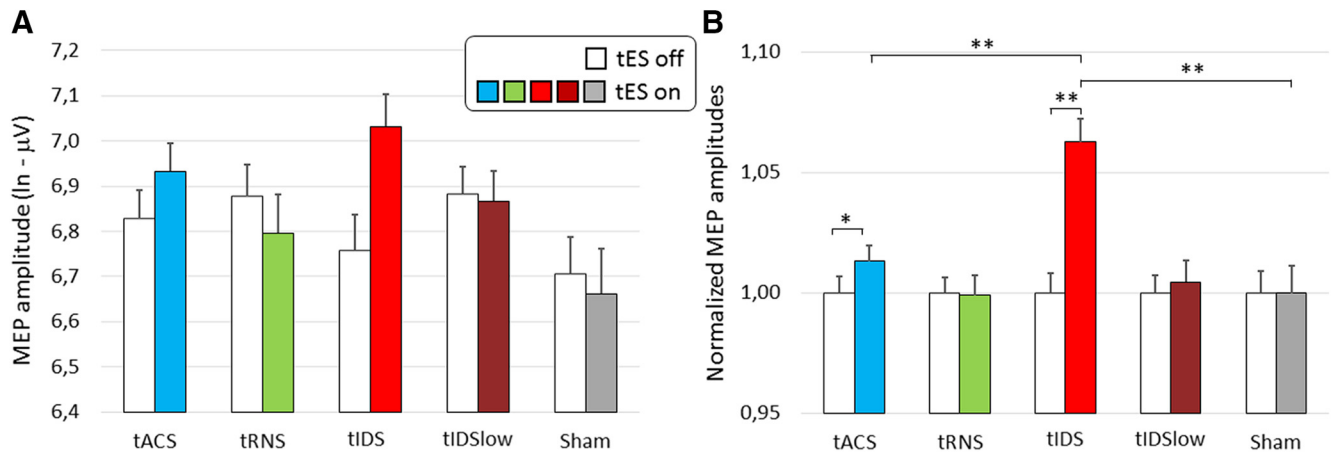 A
7,2
7,1
7,0
6,9
6,8
6,7
6,6
6,5
6,4
MEP amplitude (ln - μV)
tES off
tES on
tACS tRNS tIDS tIDSlow Sham
B
1,10
1,05
1,00
0,95
Normalized MEP amplitudes
**
**
**
*
tACS tRNS tIDS tIDSlow Sham